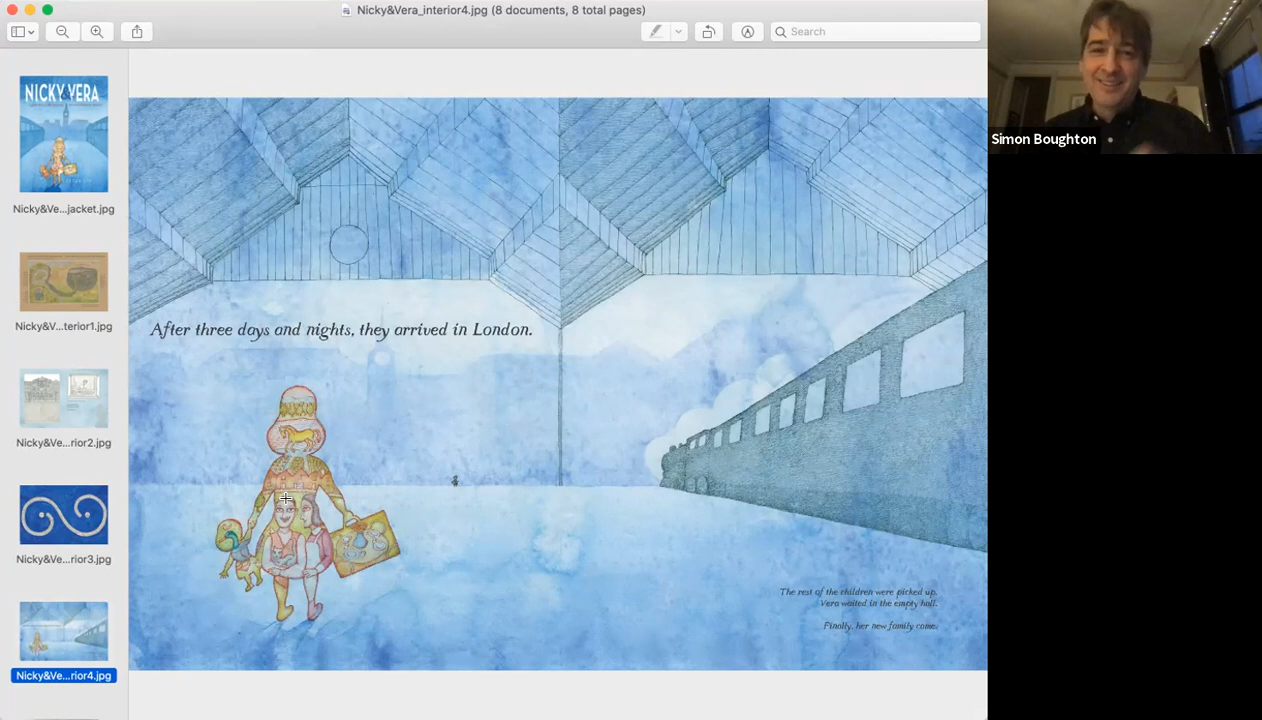 Nicky&Vera_interior4.jpg (8 documents, 8 total pages)
Search
NICKY & VERA
Nicky&Ve...jacket.jpg
Nicky&V...terior1.jpg
Nicky&Ve...rior2.jpg
Nicky&Ve...rior3.jpg
Nicky&Ve...rior4.jpg
After three days and nights, they arrived in London.
The rest of the children were picked up.
Vera waited in the empty hall.
Finally, her new family came.
Simon Boughton